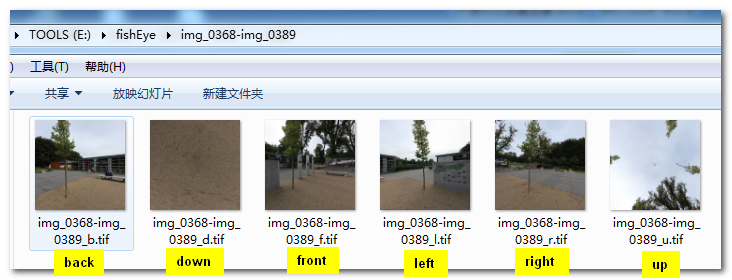 TOOLS (E:) fishEye img_0368-img_0389
) 工具(T) 帮助(H)
共享 放映幻灯片 新建文件夹
img_0368-img_0389_b.tif
img_0368-img_0389_d.tif
img_0368-img_0389_f.tif
img_0368-img_0389_l.tif
img_0368-img_0389_r.tif
img_0368-img_0389_u.tif
back down front left right up